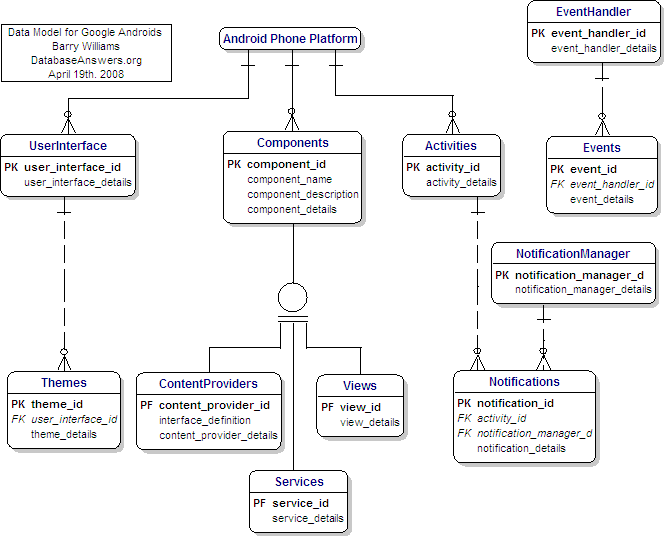 Data Model for Google Androids
Barry Williams
DatabaseAnswers.org
April 19th. 2008
Android Phone Platform
EventHandler
PK event_handler_id
event_handler_details
UserInterface
PK user_interface_id
user_interface_details
Components
PK component_id
component_name
component_description
component_details
Activities
PK activity_id
activity_details
Events
PK event_id
FK event_handler_id
event_details
NotificationManager
PK notification_manager_d
notification_manager_details
Themes
PK theme_id
FK user_interface_id
theme_details
ContentProviders
PF content_provider_id
interface_definition
content_provider_details
Views
PF view_id
view_details
Notifications
PK notification_id
FK activity_id
FK notification_manager_d
notification_details
Services
PF service_id
service_details